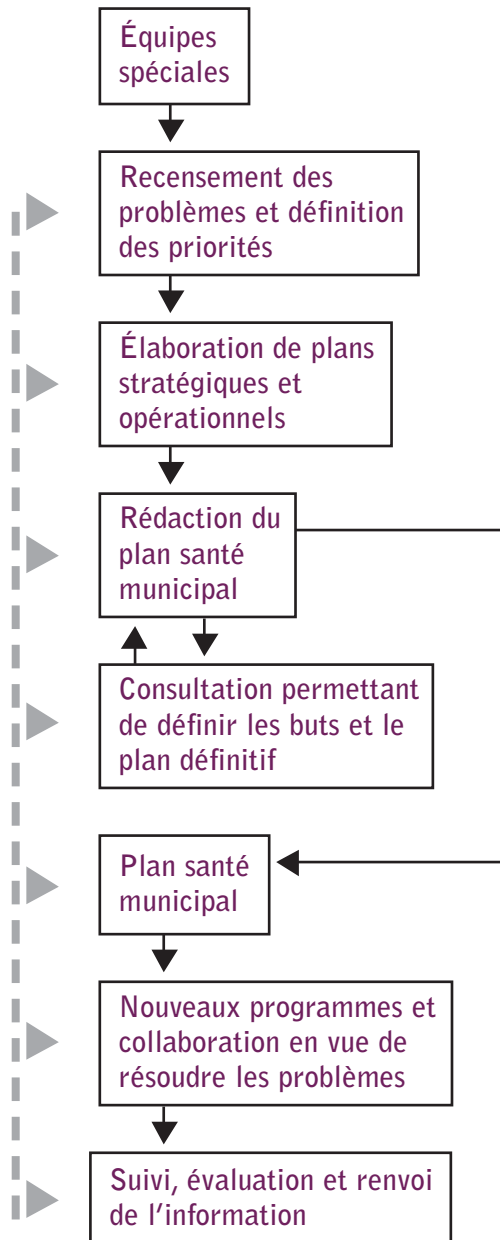 Équipes
spéciales
Recensement des
problèmes et définition
des priorités
Élaboration de plans
stratégiques et
opérationnels
Rédaction du
plan santé
municipal
Consultation permettant
de définir les buts et le
plan définitif
Plan santé
municipal
Nouveaux programmes et
collaboration en vue de
résoudre les problèmes
Suivi, évaluation et renvoi
de l'information